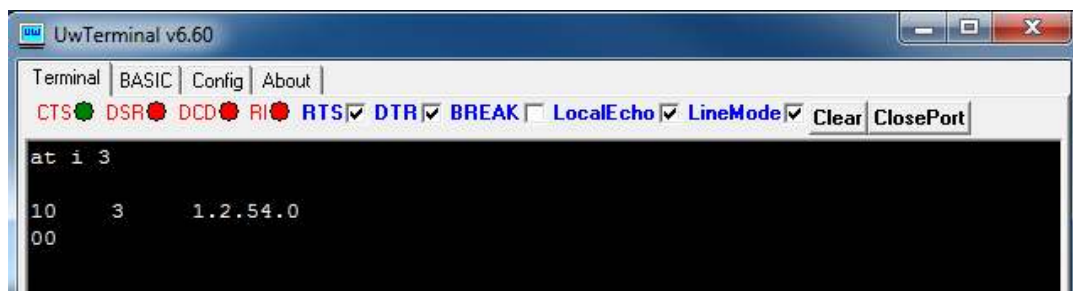 uw UwTerminal v6.60
Terminal BASIC Config About
CTS DSR DCD RI RTS DTR BREAK LocalEcho LineMode Clear ClosePort
at i 3
10 3 1.2.54.0
00